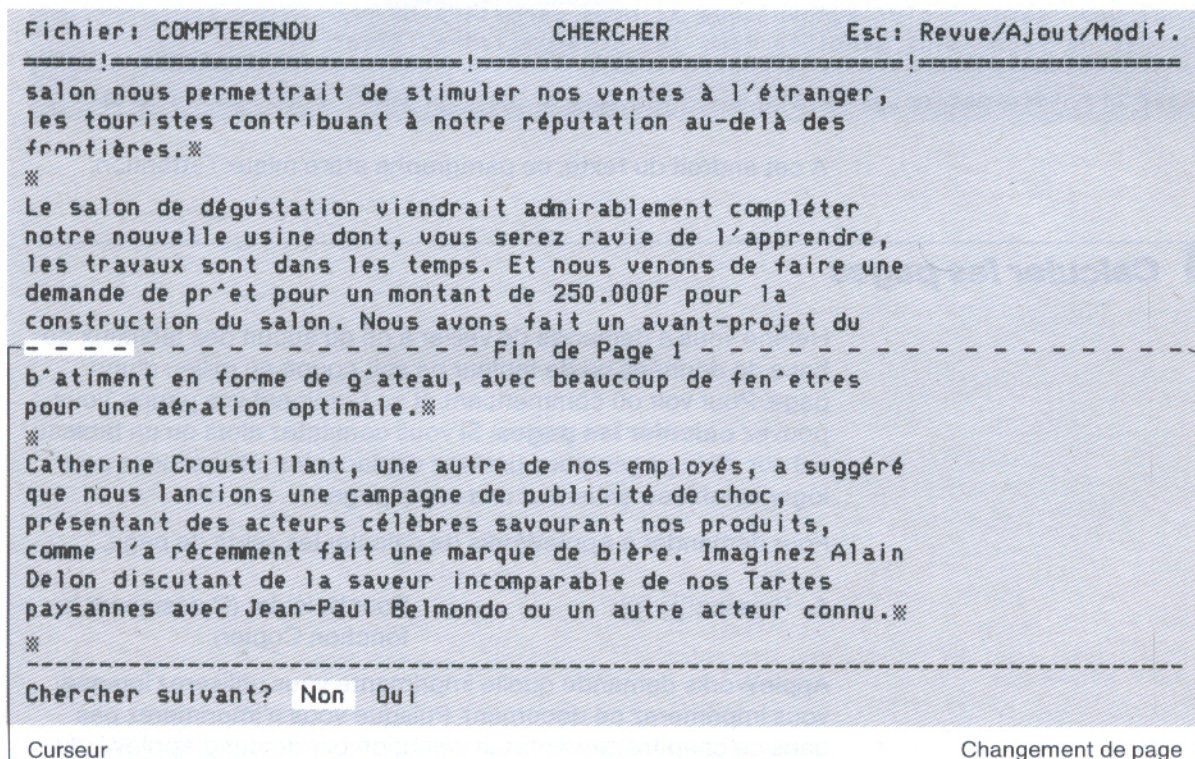 Fichier: COMPTERENDU CHERCHER Esc: Revue/Ajout/Modif.
=====!========================!=============================!==================
salon nous permettrait de stimuler nos ventes à l'étranger,
les touristes contribuant à notre réputation au-delà des
frontières.※
※
Le salon de dégustation viendrait admirablement compléter
notre nouvelle usine dont, vous serez ravie de l'apprendre,
les travaux sont dans les temps. Et nous venons de faire une
demande de pr^et pour un montant de 250.000F pour la
construction du salon. Nous avons fait un avant-projet du
- - - - - - - - - - - - - - - - Fin de Page 1 - - - - - - - - - - - - - - - -
b^atiment en forme de g^ateau, avec beaucoup de fen^etres
pour une aération optimale.※
※
Catherine Croustillant, une autre de nos employés, a suggéré
que nous lancions une campagne de publicité de choc,
présentant des acteurs célèbres savourant nos produits,
comme l'a récemment fait une marque de bière. Imaginez Alain
Delon discutant de la saveur incomparable de nos Tartes
paysannes avec Jean-Paul Belmondo ou un autre acteur connu.※
※
-------------------------------------------------------------------------------
Chercher suivant? Non Oui
Curseur Changement de page